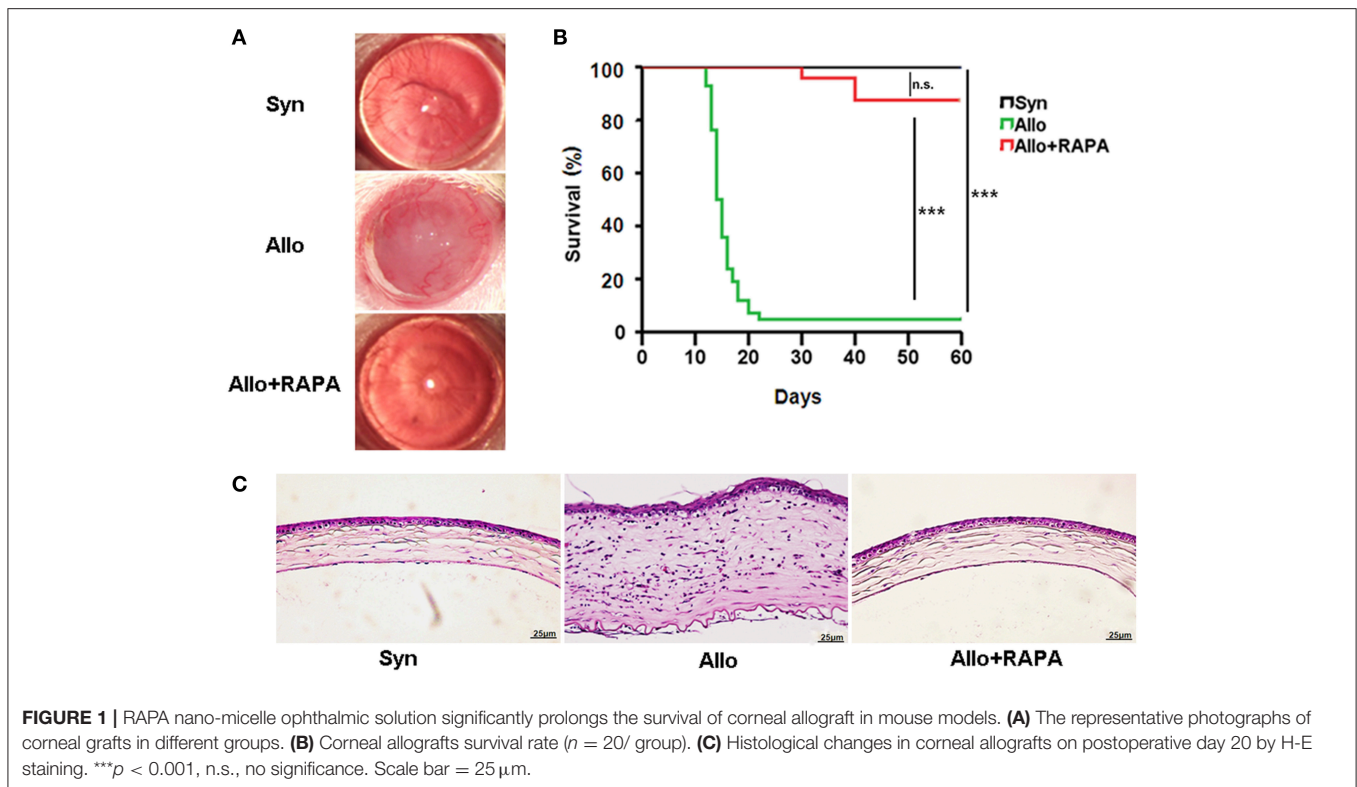 A
Syn
Allo
Allo+RAPA
B
Survival (%)
100
80
60
40
20
0
0 10 20 30 40 50 60
Days
n.s.
***
***
Syn
Allo
Allo+RAPA
C
25µm
25µm
25µm
Syn
Allo
Allo+RAPA
FIGURE 1 | RAPA nano-micelle ophthalmic solution significantly prolongs the survival of corneal allograft in mouse models. (A) The representative photographs of
corneal grafts in different groups. (B) Corneal allografts survival rate (n = 20/ group). (C) Histological changes in corneal allografts on postoperative day 20 by H-E
staining. ***p < 0.001, n.s., no significance. Scale bar = 25 µm.